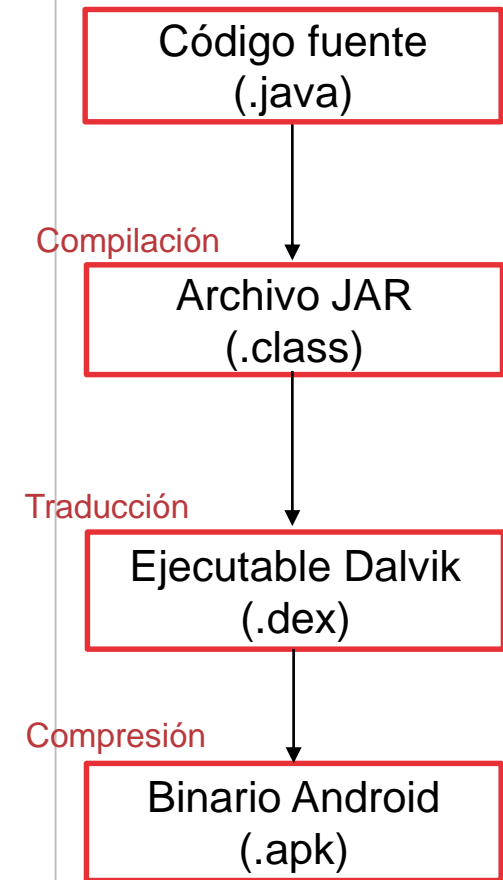 Código fuente
(.java)
Compilación
Archivo JAR
(.class)
Traducción
Ejecutable Dalvik
(.dex)
Compresión
Binario Android
(.apk)